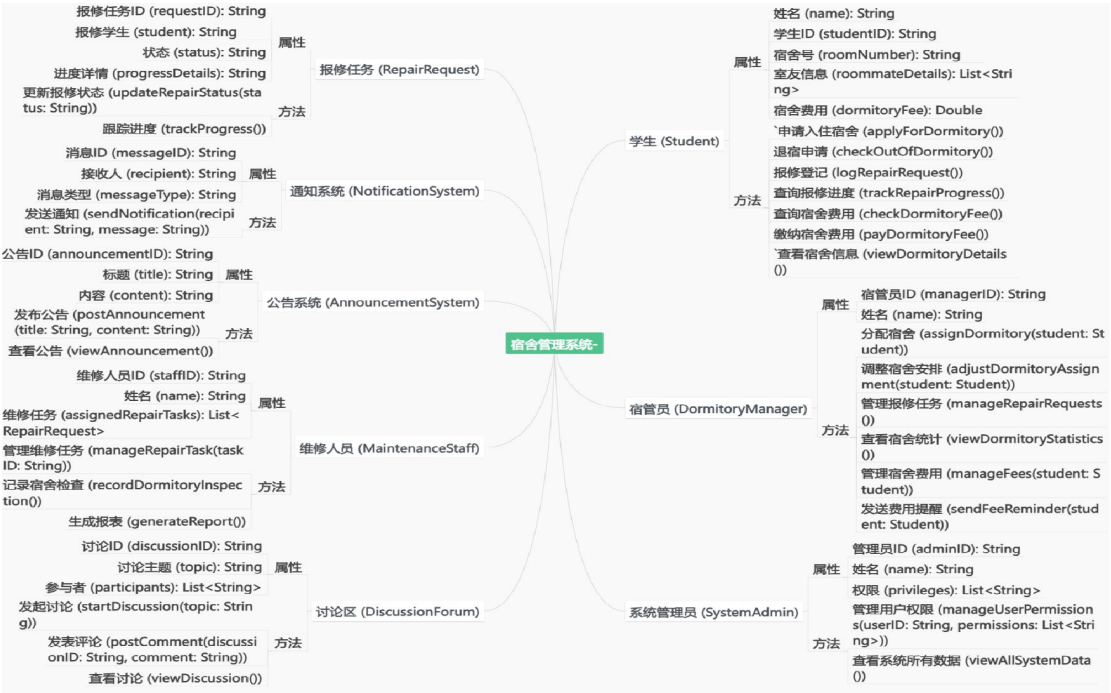 宿舍管理系统-
学生 (Student)
属性
姓名 (name): String
学生ID (studentID): String
宿舍号 (roomNumber): String
室友信息 (roommateDetails): List<Stri
ng>
宿舍费用 (dormitoryFee): Double
方法
`申请入住宿舍 (applyForDormitory())
退宿申请 (checkOutOfDormitory())
报修登记 (logRepairRequest())
查询报修进度 (trackRepairProgress())
查询宿舍费用 (checkDormitoryFee())
缴纳宿舍费用 (payDormitoryFee())
`查看宿舍信息 (viewDormitoryDetails
())
宿管员 (DormitoryManager)
属性
宿管员ID (managerID): String
姓名 (name): String
方法
分配宿舍 (assignDormitory(student: St
udent))
调整宿舍安排 (adjustDormitoryAssign
ment(student: Student))
管理报修任务 (manageRepairRequests
())
查看宿舍统计 (viewDormitoryStatistics
())
管理宿舍费用 (manageFees(student: S
tudent))
发送费用提醒 (sendFeeReminder(stud
ent: Student))
系统管理员 (SystemAdmin)
属性
管理员ID (adminID): String
姓名 (name): String
权限 (privileges): List<String>
方法
管理用户权限 (manageUserPermission
s(userID: String, permissions: List<Stri
ng>))
查看系统所有数据 (viewAllSystemData
())
报修任务 (RepairRequest)
属性
报修任务ID (requestID): String
报修学生 (student): String
状态 (status): String
进度详情 (progressDetails): String
方法
更新报修状态 (updateRepairStatus(sta
tus: String))
跟踪进度 (trackProgress())
通知系统 (NotificationSystem)
属性
消息ID (messageID): String
接收人 (recipient): String
消息类型 (messageType): String
方法
发送通知 (sendNotification(recipi
ent: String, message: String))
公告系统 (AnnouncementSystem)
属性
公告ID (announcementID): String
标题 (title): String
内容 (content): String
方法
发布公告 (postAnnouncement
(title: String, content: String))
查看公告 (viewAnnouncement())
维修人员 (MaintenanceStaff)
属性
维修人员ID (staffID): String
姓名 (name): String
维修任务 (assignedRepairTasks): List<
RepairRequest>
方法
管理维修任务 (manageRepairTask(task
ID: String))
记录宿舍检查 (recordDormitoryInspec
tion())
生成报表 (generateReport())
讨论区 (DiscussionForum)
属性
讨论ID (discussionID): String
讨论主题 (topic): String
参与者 (participants): List<String>
方法
发起讨论 (startDiscussion(topic: Strin
g))
发表评论 (postComment(discussi
onID: String, comment: String))
查看讨论 (viewDiscussion())